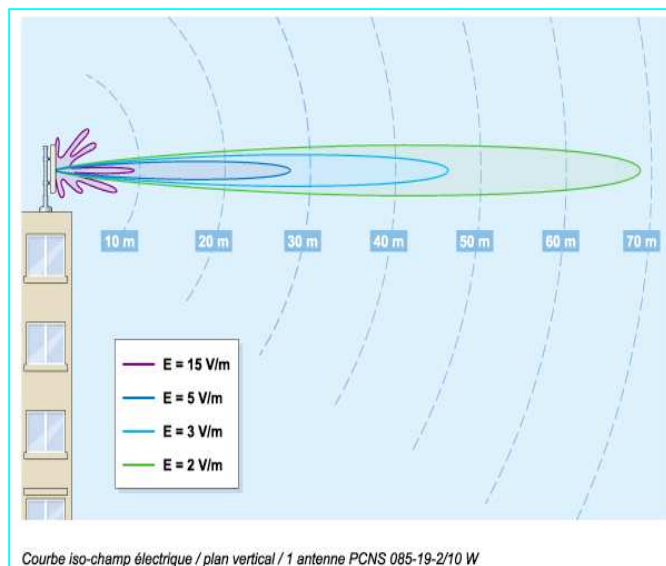 10 m 20 m 30 m 40 m 50 m 60 m 70 m
E = 15 V/m
E = 5 V/m
E = 3 V/m
E = 2 V/m
Courbe iso-champ électrique / plan vertical / 1 antenne PCNS 085-19-2/10 W